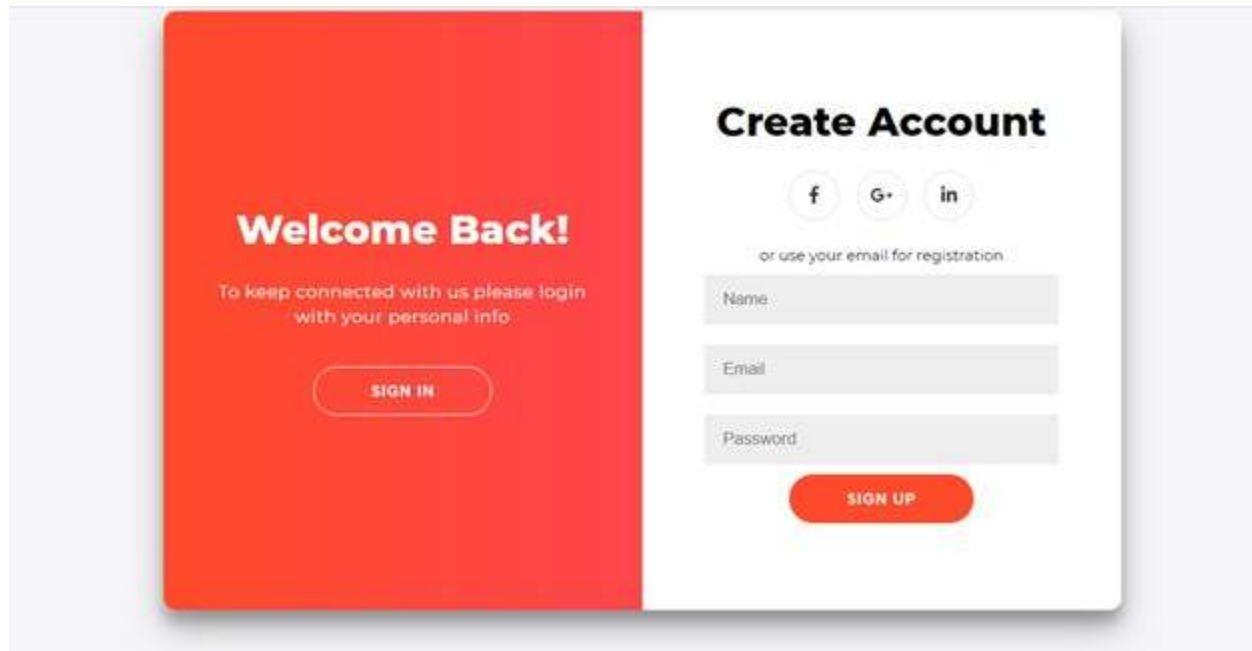 Welcome Back!
To keep connected with us please login
with your personal info
SIGN IN
Create Account
f
G+
in
or use your email for registration
Name
Email
Password
SIGN UP